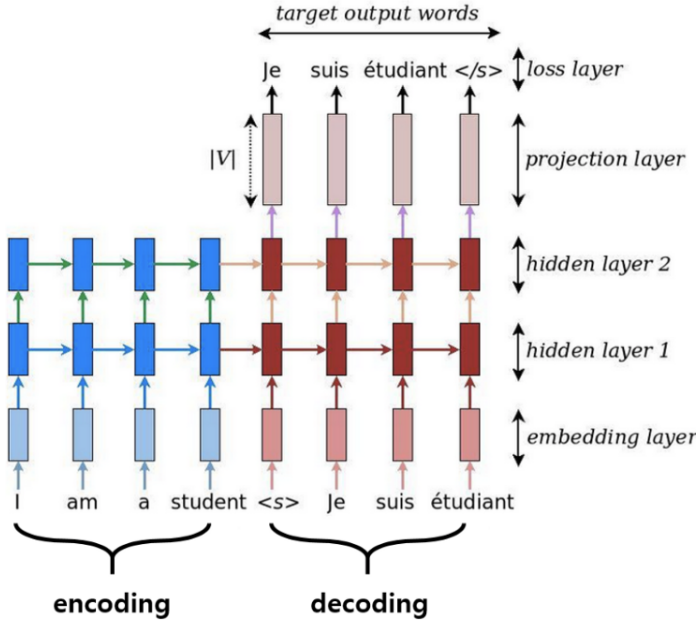 target output words
Je suis étudiant </s> loss layer
|V| projection layer
hidden layer 2
hidden layer 1
embedding layer
I am a student <s> Je suis étudiant
encoding decoding